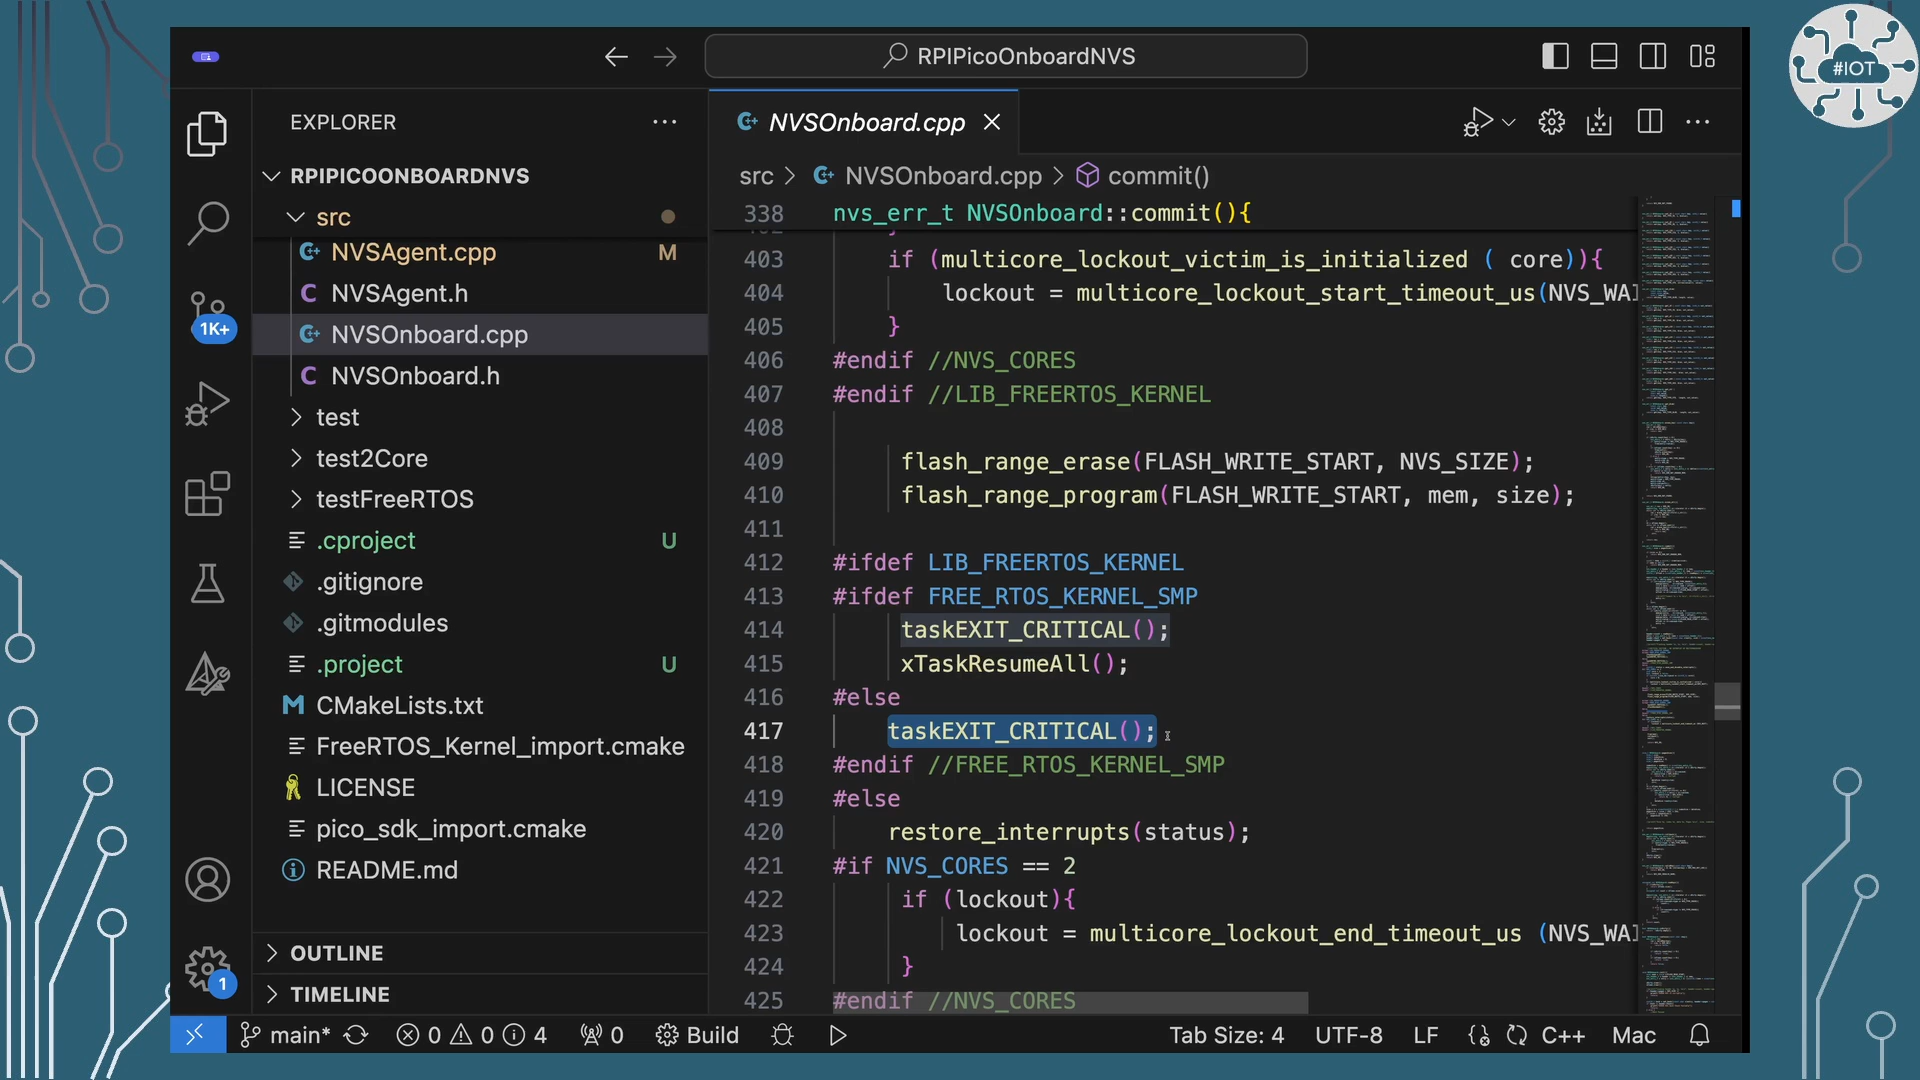 #IOT
RPIPicoOnboardNVS
EXPLORER
NVSOnboard.cpp
RPIPICOONBOARDNVS
src
NVSAgent.cpp M
NVSAgent.h
NVSOnboard.cpp
NVSOnboard.h
test
test2Core
testFreeRTOS
.cproject U
.gitignore
.gitmodules
.project U
CMakeLists.txt
FreeRTOS_Kernel_import.cmake
LICENSE
pico_sdk_import.cmake
README.md
OUTLINE
TIMELINE
1K+
1
src > NVSOnboard.cpp > commit()
338 nvs_err_t NVSOnboard::commit(){
403 if (multicore_lockout_victim_is_initialized ( core)){
404 lockout = multicore_lockout_start_timeout_us(NVS_WAI
405 }
406 #endif //NVS_CORES
407 #endif //LIB_FREERTOS_KERNEL
408
409 flash_range_erase(FLASH_WRITE_START, NVS_SIZE);
410 flash_range_program(FLASH_WRITE_START, mem, size);
411
412 #ifdef LIB_FREERTOS_KERNEL
413 #ifdef FREE_RTOS_KERNEL_SMP
414 taskEXIT_CRITICAL();
415 xTaskResumeAll();
416 #else
417 taskEXIT_CRITICAL();
418 #endif //FREE_RTOS_KERNEL_SMP
419 #else
420 restore_interrupts(status);
421 #if NVS_CORES == 2
422 if (lockout){
423 lockout = multicore_lockout_end_timeout_us (NVS_WAI
424 }
425 #endif //NVS_CORES
main* 0 0 4 0 Build Tab Size: 4 UTF-8 LF C++ Mac